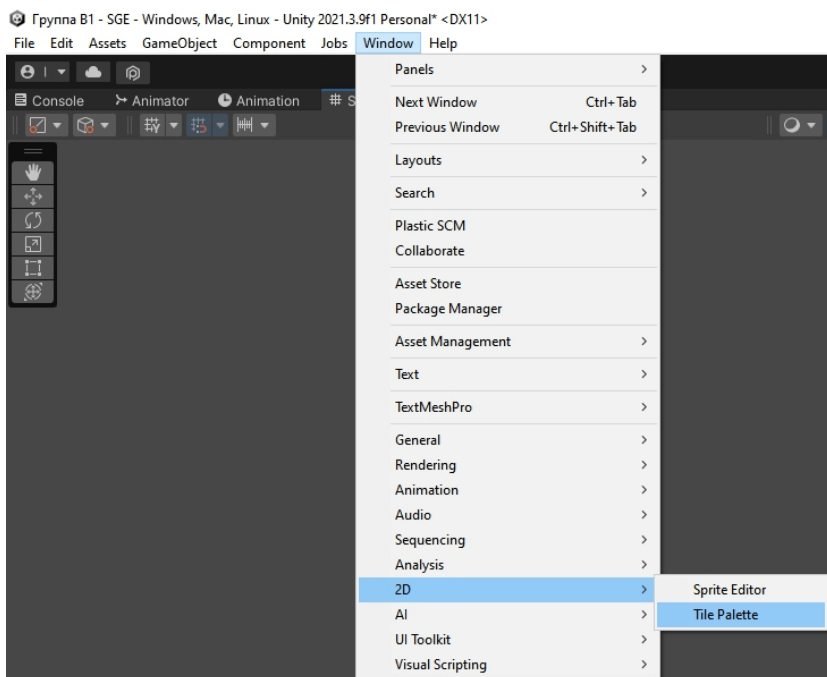 Группа B1 - SGE - Windows, Mac, Linux - Unity 2021.3.9f1 Personal* <DX11>
File Edit Assets GameObject Component Jobs Window Help
Panels
Console Animator Animation # S
Next Window Ctrl+Tab
Previous Window Ctrl+Shift+Tab
Layouts
Search
Plastic SCM
Collaborate
Asset Store
Package Manager
Asset Management
Text
TextMeshPro
General
Rendering
Animation
Audio
Sequencing
Analysis
2D
Sprite Editor
AI
Tile Palette
UI Toolkit
Visual Scripting